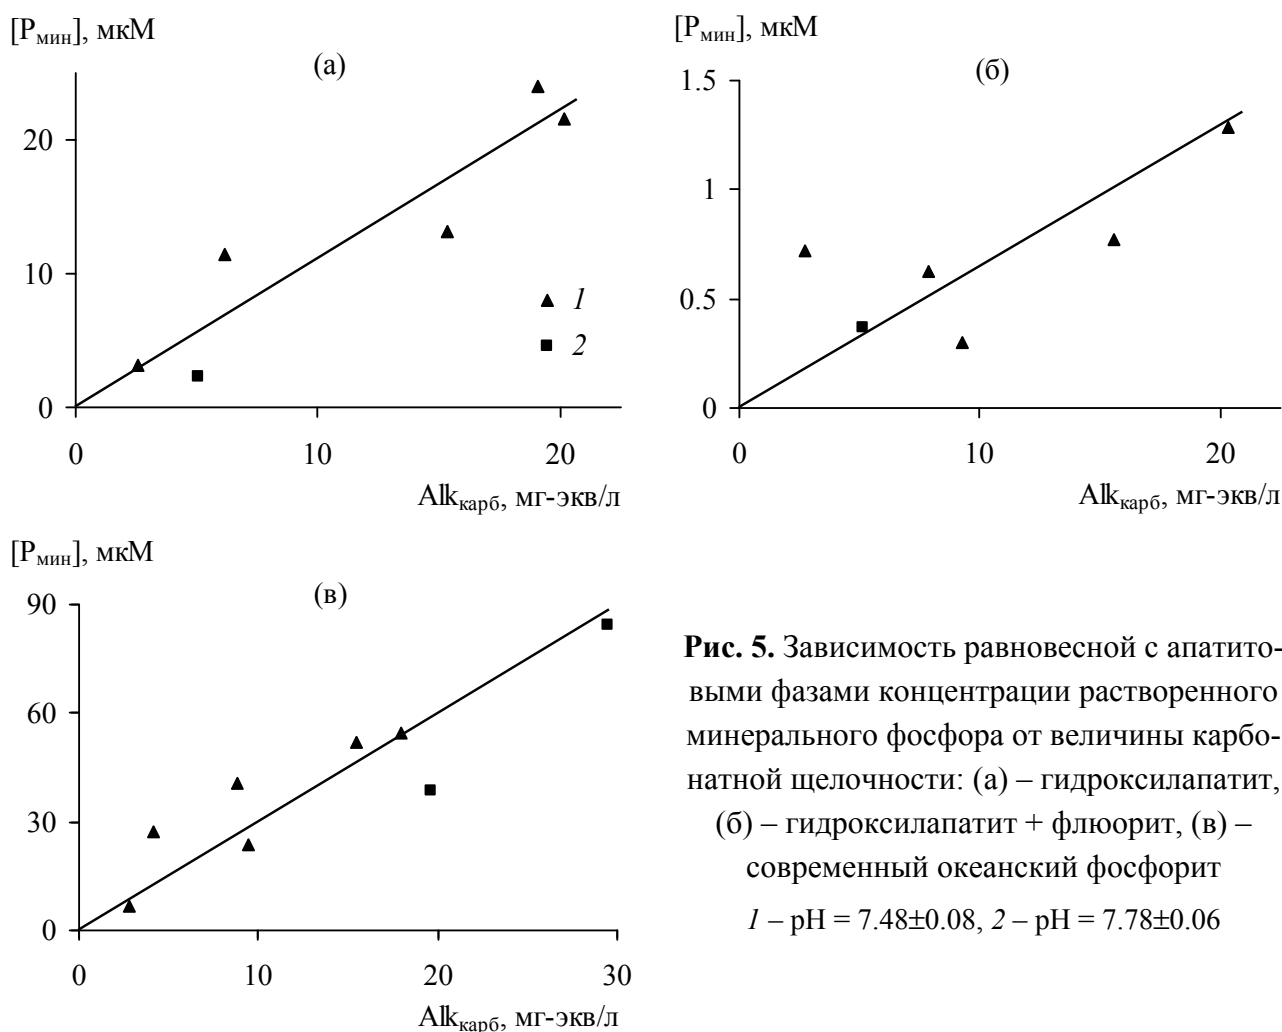 [Pмин], мкМ
(а)
20
10
0
0 10 20
Alkкарб, мг-экв/л
1
2
[Pмин], мкМ
(б)
1.5
1
0.5
0
0 10 20
Alkкарб, мг-экв/л
[Pмин], мкМ
(в)
90
60
30
0
0 10 20 30
Alkкарб, мг-экв/л
Рис. 5. Зависимость равновесной с апатито-
выми фазами концентрации растворенного
минерального фосфора от величины карбо-
натной щелочности: (а) – гидроксилапатит,
(б) – гидроксилапатит + флюорит, (в) –
современный океанский фосфорит
1 – pH = 7.48±0.08, 2 – pH = 7.78±0.06